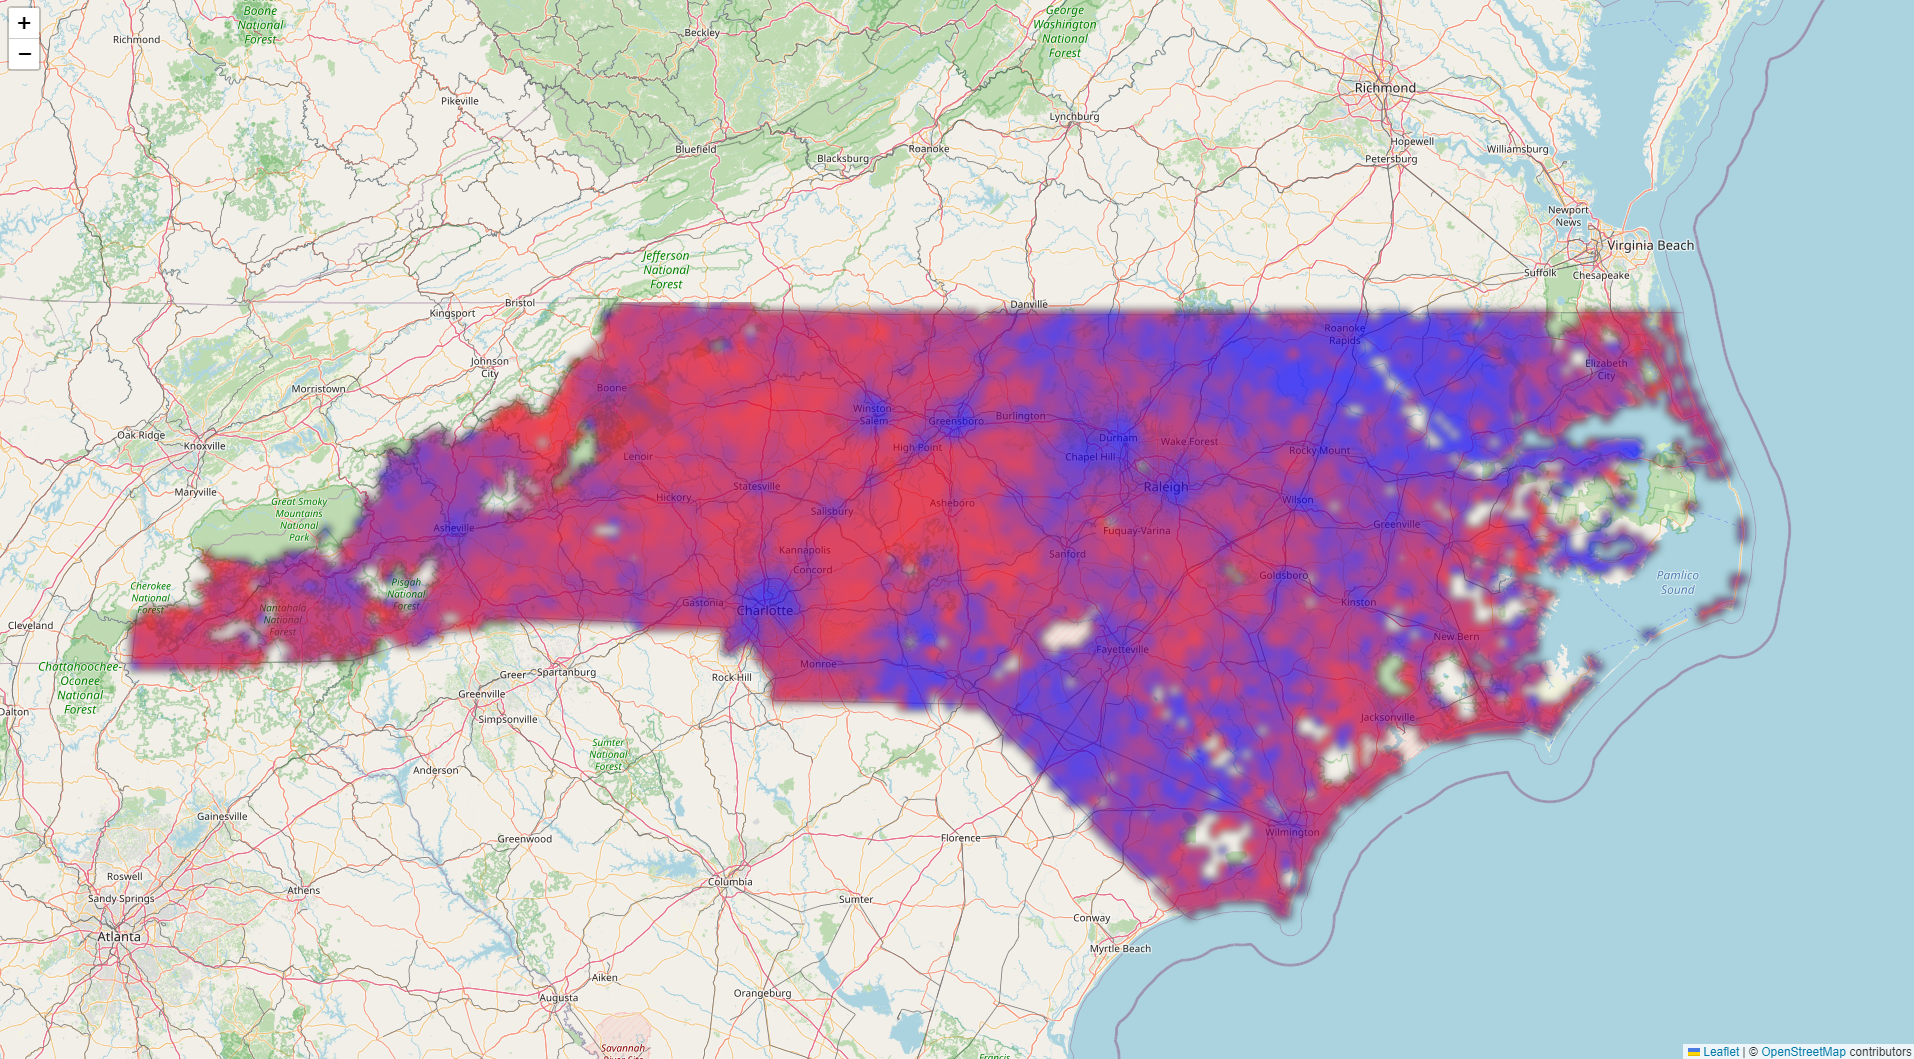 +
−
Boone
National
Forest
Richmond
Beckley
George
Washington
National
Forest
Richmond
Pikeville
Lynchburg
Hopewell
Bluefield
Blacksburg
Roanoke
Petersburg
Williamsburg
Newport
News
Virginia Beach
Jefferson
National
Forest
Suffolk
Chesapeake
Bristol
Kingsport
Danville
Roanoke
Rapids
Johnson
City
Elizabeth
City
Morristown
Boone
Winston
Salem
Greensboro
Burlington
Oak Ridge
Knoxville
High Point
Durham
Wake Forest
Lenoir
Chapel Hill
Rocky Mount
Maryville
Great Smoky
Mountains
National
Park
Hickory
Statesville
Raleigh
Salisbury
Asheboro
Wilson
Asheville
Fuquay-Varina
Greenville
Kannapolis
Concord
Sanford
Goldsboro
Cherokee
National
Forest
Pisgah
National
Forest
Pamlico
Sound
Nantahala
National
Forest
Gastonia
Charlotte
Kinston
Cleveland
New Bern
Fayetteville
Chattahoochee-
Oconee
National
Forest
Monroe
Greer
Spartanburg
Rock Hill
Greenville
Simpsonville
Dalton
Jacksonville
Sumter
National
Forest
Anderson
Gainesville
Greenwood
Florence
Wilmington
Roswell
Sandy Springs
Athens
Columbia
Sumter
Atlanta
Conway
Myrtle Beach
Aiken
Augusta
Orangeburg
Savannah
River Site
Francis
Leaflet | © OpenStreetMap contributors